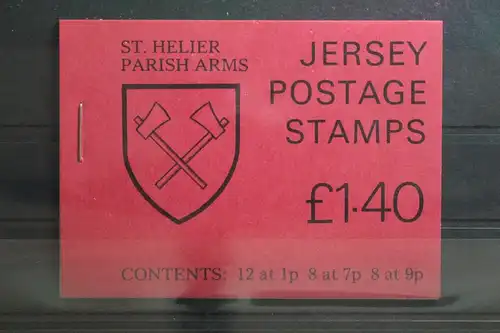 ST. HELIER
PARISH ARMS
JERSEY
POSTAGE
STAMPS
£1·40
CONTENTS: 12 at 1p 8 at 7p 8 at 9p